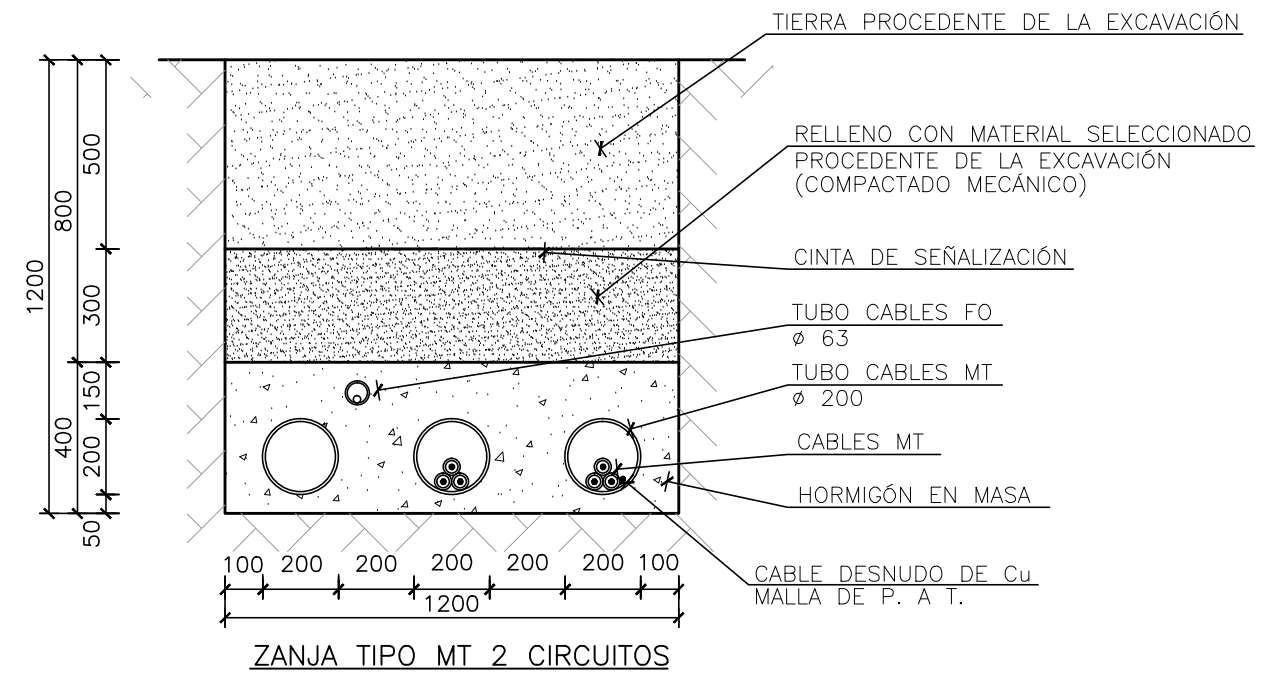 TIERRA PROCEDENTE DE LA EXCAVACIÓN
RELLENO CON MATERIAL SELECCIONADO
PROCEDENTE DE LA EXCAVACIÓN
(COMPACTADO MECÁNICO)
CINTA DE SEÑALIZACIÓN
TUBO CABLES FO
ø 63
TUBO CABLES MT
ø 200
CABLES MT
HORMIGÓN EN MASA
CABLE DESNUDO DE Cu
MALLA DE P. A T.
1200
800
400
500
300
150
200
50
100 200 200 200 200 200 100
1200
ZANJA TIPO MT 2 CIRCUITOS